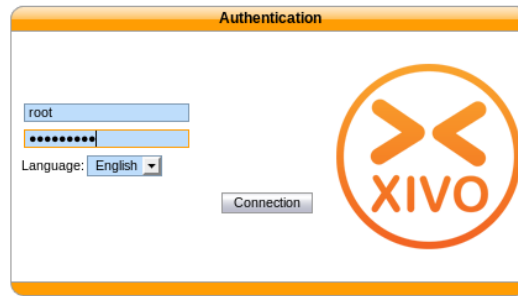 Authentication
root
•••••••••
Language: English
Connection
XIVO